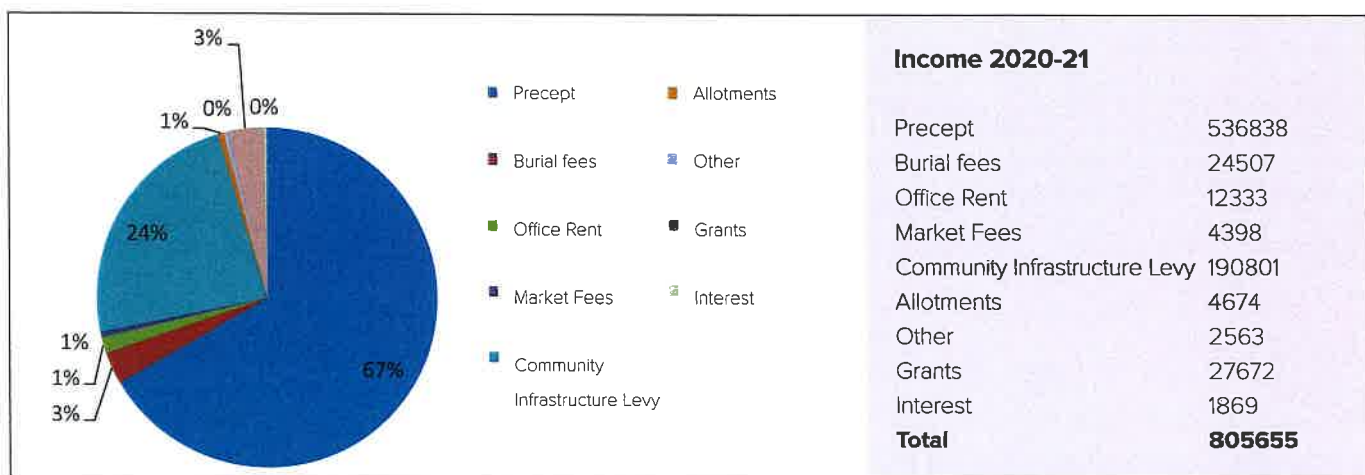 3%
0%
0%
1%
24%
67%
1%
1%
3%
Precept
Allotments
Burial fees
Other
Office Rent
Grants
Market Fees
Interest
Community
Infrastructure Levy
Income 2020-21
Precept 536838
Burial fees 24507
Office Rent 12333
Market Fees 4398
Community Infrastructure Levy 190801
Allotments 4674
Other 2563
Grants 27672
Interest 1869
Total 805655